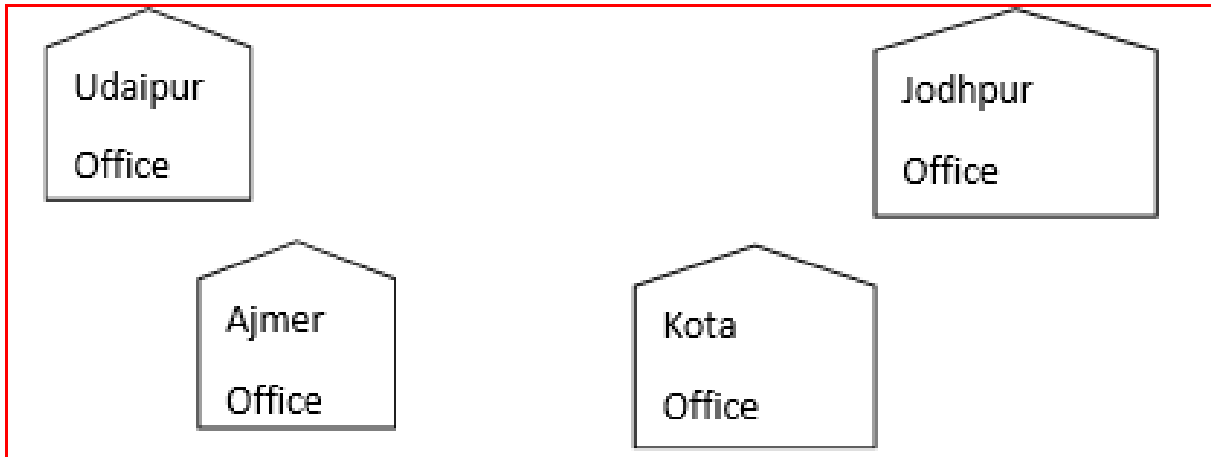 Udaipur
Office
Jodhpur
Office
Ajmer
Office
Kota
Office